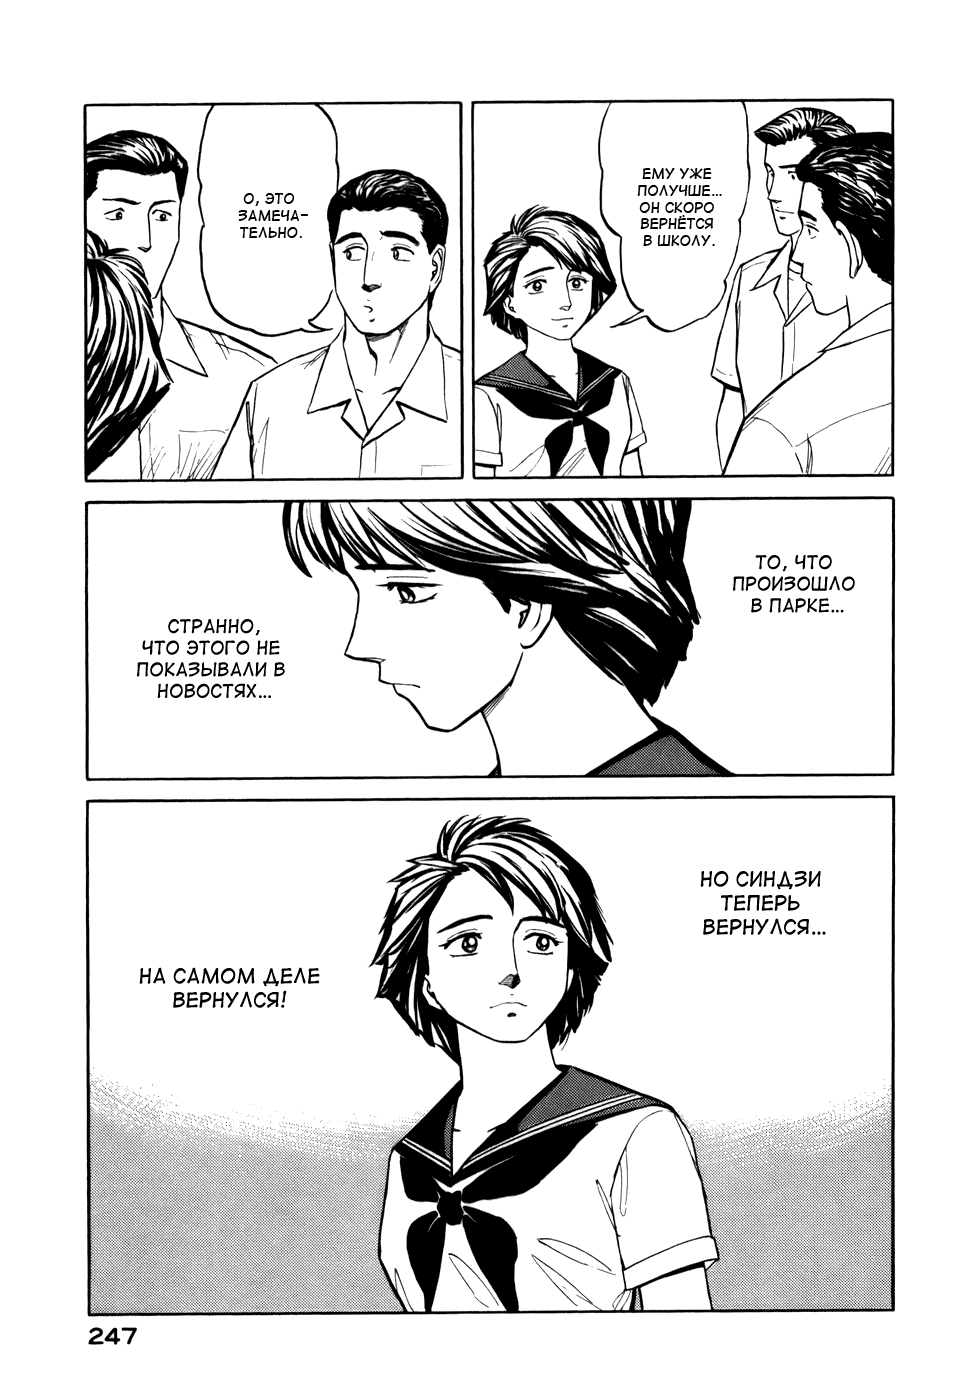 ЕМУ УЖЕ
ПОЛУЧШЕ...
ОН СКОРО
ВЕРНЁТСЯ
В ШКОЛУ.
О, ЭТО
ЗАМЕЧА-
ТЕЛЬНО.
ТО, ЧТО
ПРОИЗОШЛО
В ПАРКЕ...
СТРАННО,
ЧТО ЭТОГО НЕ
ПОКАЗЫВАЛИ В
НОВОСТЯХ...
НО СИНДЗИ
ТЕПЕРЬ
ВЕРНУЛСЯ...
НА САМОМ ДЕЛЕ
ВЕРНУЛСЯ!
247